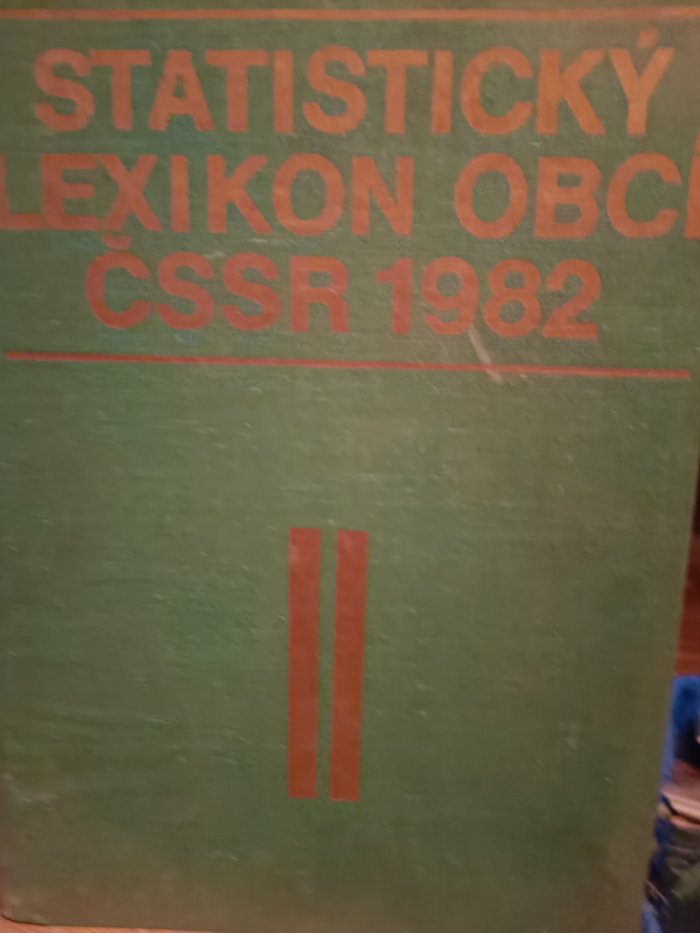 STATISTICKÝ
LEXIKON OBCÍ
ČSSR 1982
II